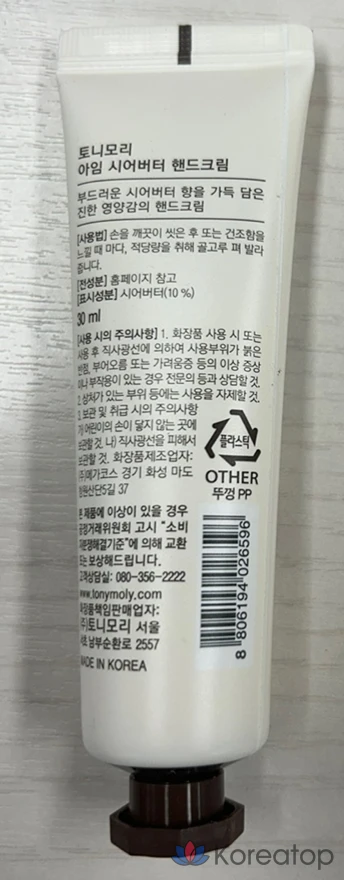 토니모리
아임 시어버터 핸드크림
부드러운 시어버터 향을 가득 담은
진한 영양감의 핸드크림
[사용법] 손을 깨끗이 씻은 후 또는 건조함을
느낄 때 마다, 적당량을 취해 골고루 펴 발라
줍니다.
[전성분] 홈페이지 참고
[표시성분] 시어버터(10 %)
30 ml
[사용 시의 주의사항] 1. 화장품 사용 시 또는
사용 후 직사광선에 의하여 사용부위가 붉은
반점, 부어오름 또는 가려움증 등의 이상 증상
이나 부작용이 있는 경우 전문의 등과 상담할 것.
2. 상처가 있는 부위 등에는 사용을 자제할 것.
3. 보관 및 취급 시의 주의사항
가) 어린이의 손이 닿지 않는 곳에
보관할 것. 나) 직사광선을 피해서
보관할 것. 화장품제조업자:
(주)메가코스 경기 화성 마도
청원산단5길 37
본 제품에 이상이 있을 경우
공정거래위원회 고시 "소비
자분쟁해결기준"에 의해 교환
또는 보상해드립니다.
고객상담실: 080-356-2222
www.tonymoly.com
화장품책임판매업자:
(주)토니모리 서울
서초 남부순환로 2557
MADE IN KOREA
플라스틱
OTHER
뚜껑 PP
8 806194 026596
Koreatop